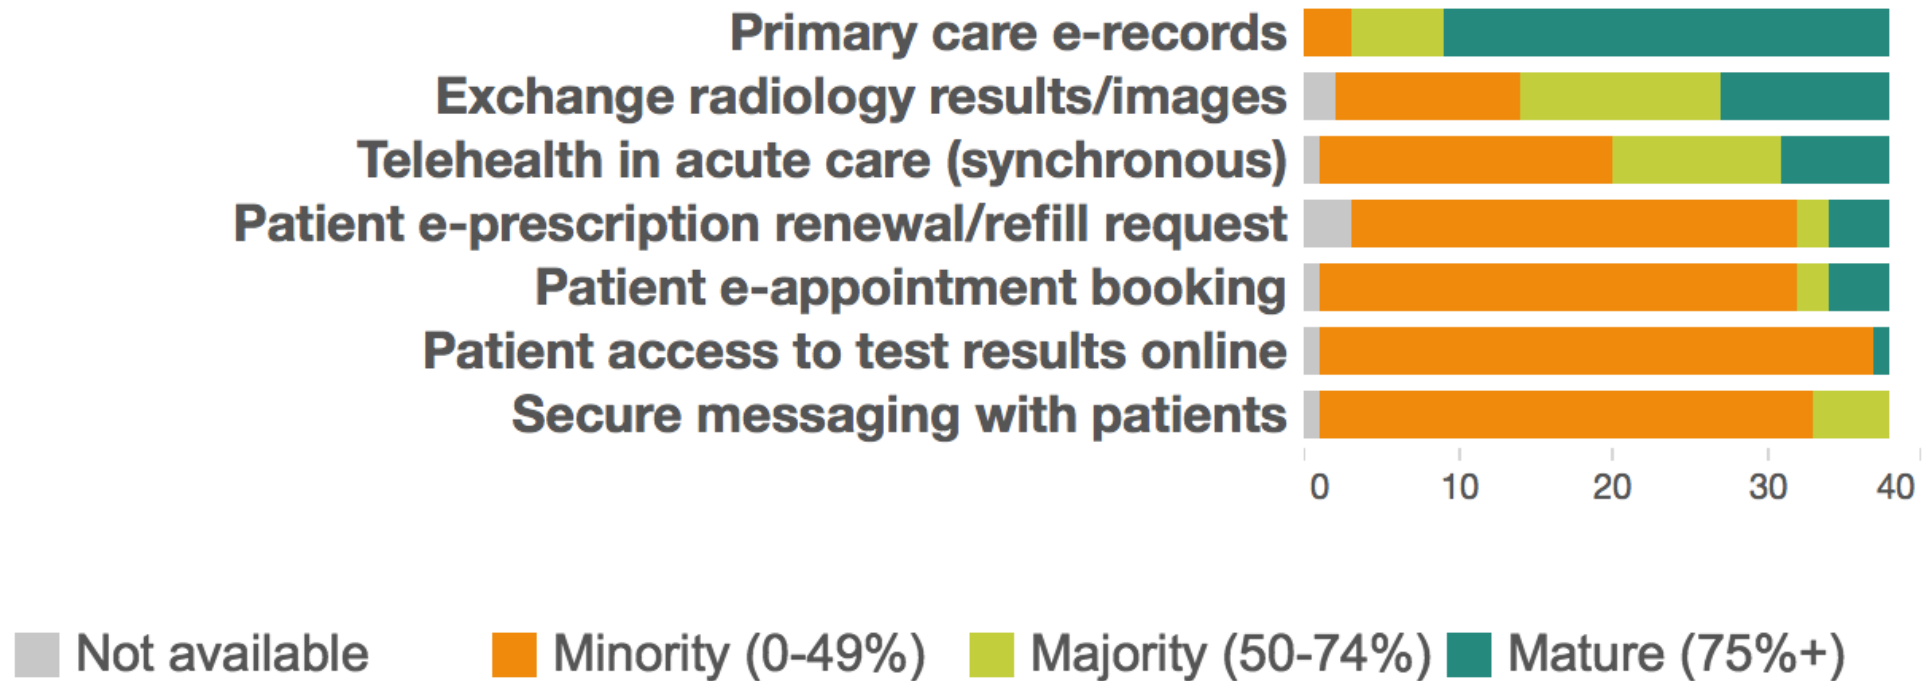 Primary care e-records
Exchange radiology results/images
Telehealth in acute care (synchronous)
Patient e-prescription renewal/refill request
Patient e-appointment booking
Patient access to test results online
Secure messaging with patients
0 10 20 30 40
Not available Minority (0-49%) Majority (50-74%) Mature (75%+)